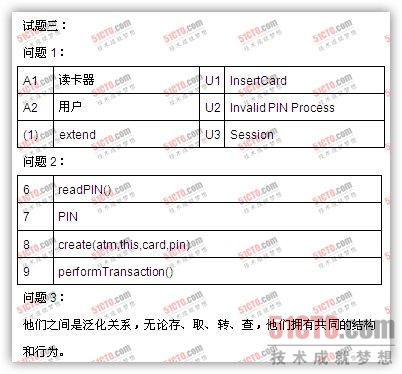 试题三：
问题 1：
A1 读卡器 U1 InsertCard
A2 用户 U2 Invalid PIN Process
(1) extend U3 Session
问题 2：
6 readPIN()
7 PIN
8 create(atm,this,card,pin)
9 performTransaction()
问题 3：
他们之间是泛化关系，无论存、取、转、查，他们拥有共同的结构
和行为。
51CTO.com
技术成就梦想